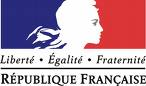 Liberté • Égalité • Fraternité
RÉPUBLIQUE FRANÇAISE